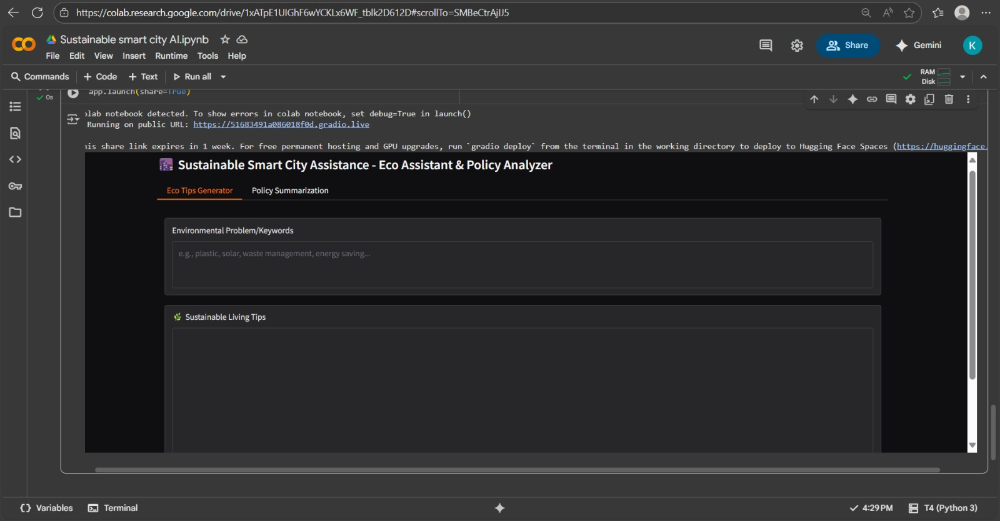 https://colab.research.google.com/drive/1xATpE1UIGhF6wYCKLx6WF_tblk2D612D#scrollTo=SMBeCtrAjIJ5
Sustainable smart city AI.ipynb
Share
Gemini
K
File Edit View Insert Runtime Tools Help
Commands + Code + Text Run all
RAM
Disk
0s
app.launch(share=True)
olab notebook detected. To show errors in colab notebook, set debug=True in launch()
Running on public URL: https://51683491a086018f0d.gradio.live
his share link expires in 1 week. For free permanent hosting and GPU upgrades, run `gradio deploy` from the terminal in the working directory to deploy to Hugging Face Spaces (https://huggingface.
Sustainable Smart City Assistance - Eco Assistant & Policy Analyzer
Eco Tips Generator Policy Summarization
Environmental Problem/Keywords
e.g., plastic, solar, waste management, energy saving...
Sustainable Living Tips
Variables Terminal
4:29 PM T4 (Python 3)